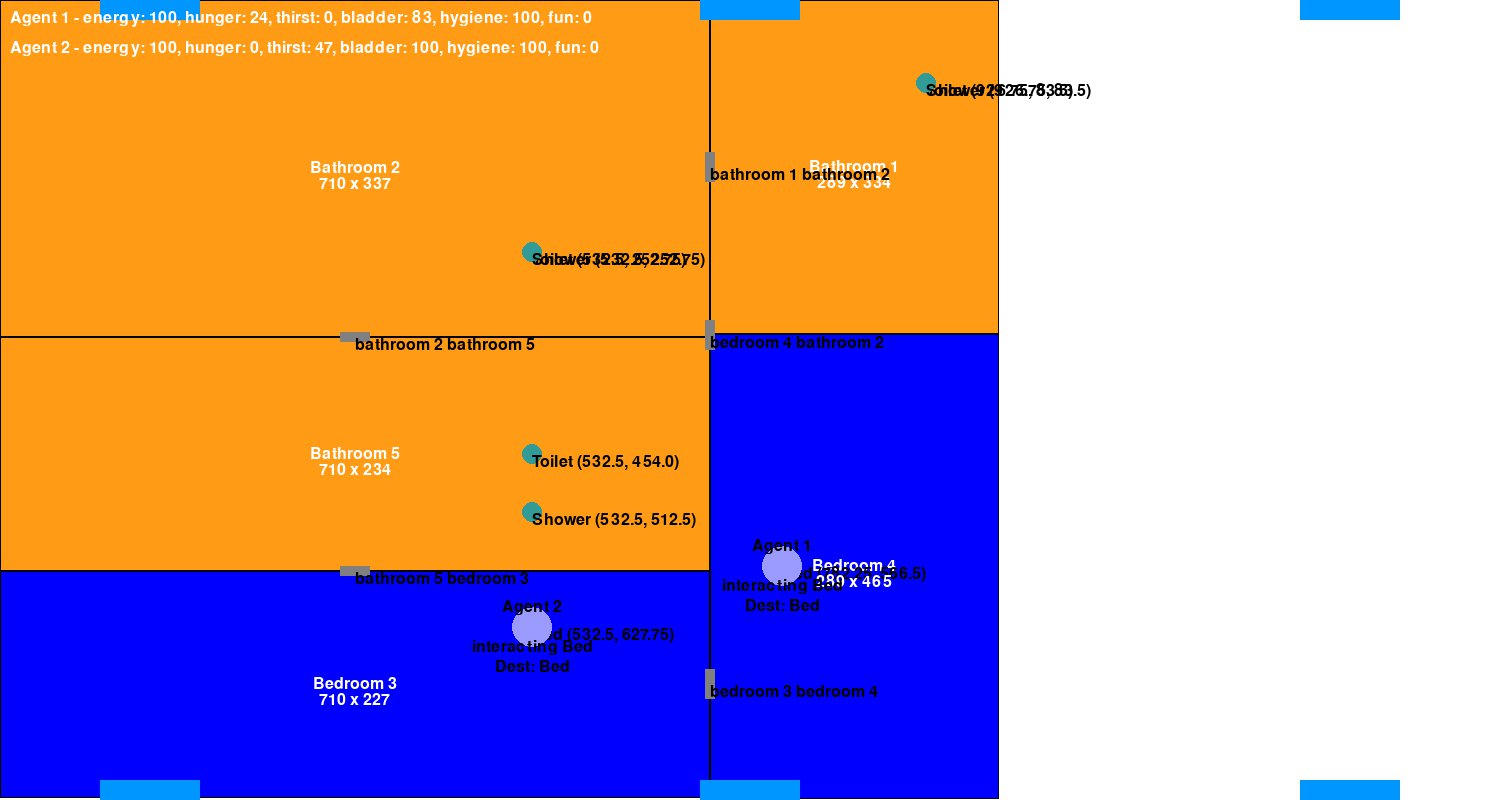 Agent 1 - energy: 100, hunger: 24, thirst: 0, bladder: 83, hygiene: 100, fun: 0
Agent 2 - energy: 100, hunger: 0, thirst: 47, bladder: 100, hygiene: 100, fun: 0
Bathroom 2
710 x 337
Bathroom 1
289 x 334
bathroom 1 bathroom 2
bathroom 2 bathroom 5
bedroom 4 bathroom 2
Bathroom 5
710 x 234
Toilet (532.5, 454.0)
Shower (532.5, 512.5)
Agent 1
Bedroom 4
289 x 465
interacting Bed
Dest: Bed
bathroom 5 bedroom 3
Agent 2
(532.5, 627.75)
interacting Bed
Dest: Bed
Bedroom 3
710 x 227
bedroom 3 bedroom 4